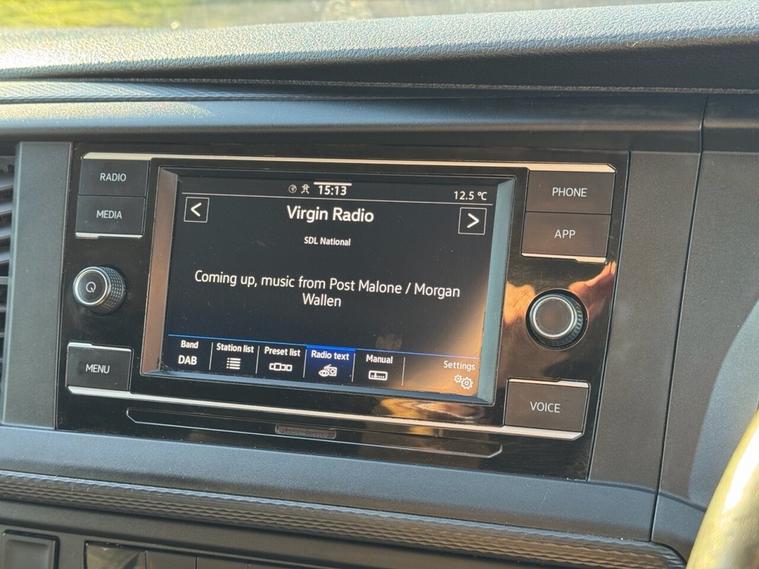 RADIO
MEDIA
MENU
15:13
12.5 °C
<
Virgin Radio
>
SDL National
Coming up, music from Post Malone / Morgan
Wallen
Band
DAB
Station list
Preset list
Radio text
Manual
Settings
PHONE
APP
VOICE